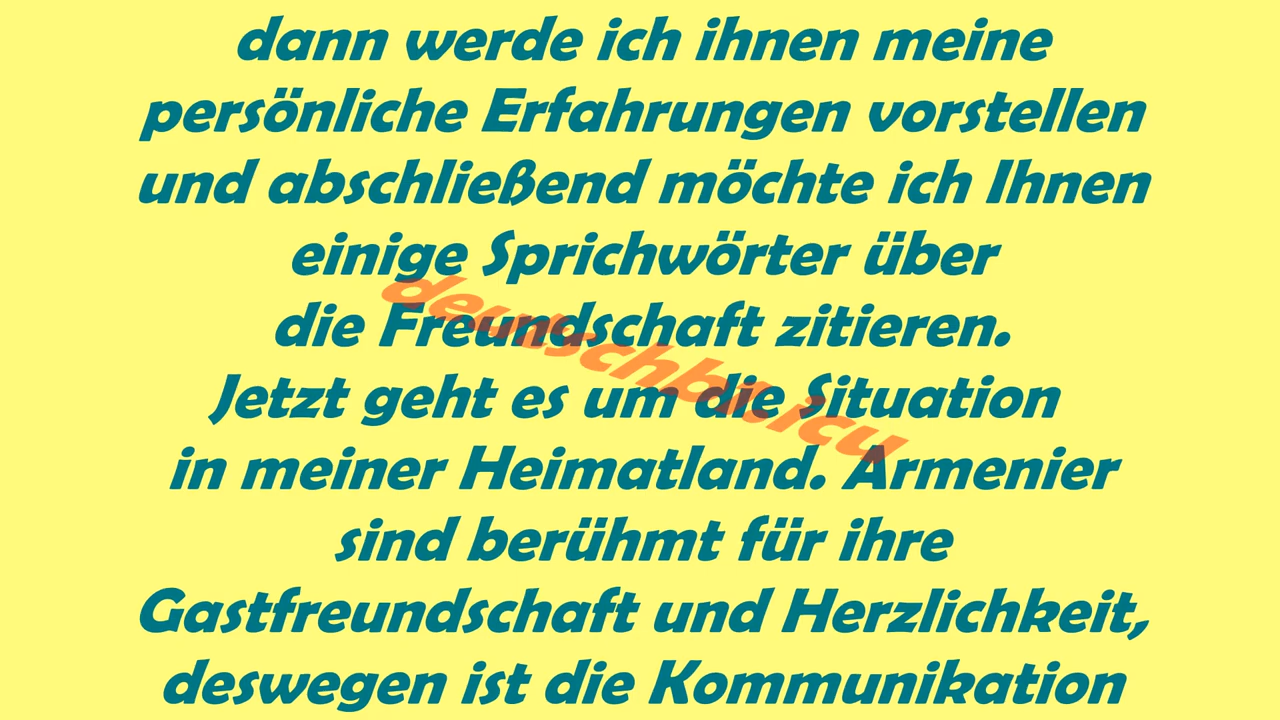 dann werde ich ihnen meine
persönliche Erfahrungen vorstellen
und abschließend möchte ich Ihnen
einige Sprichwörter über
die Freundschaft zitieren.
Jetzt geht es um die Situation
in meiner Heimatland. Armenier
sind berühmt für ihre
Gastfreundschaft und Herzlichkeit,
deswegen ist die Kommunikation